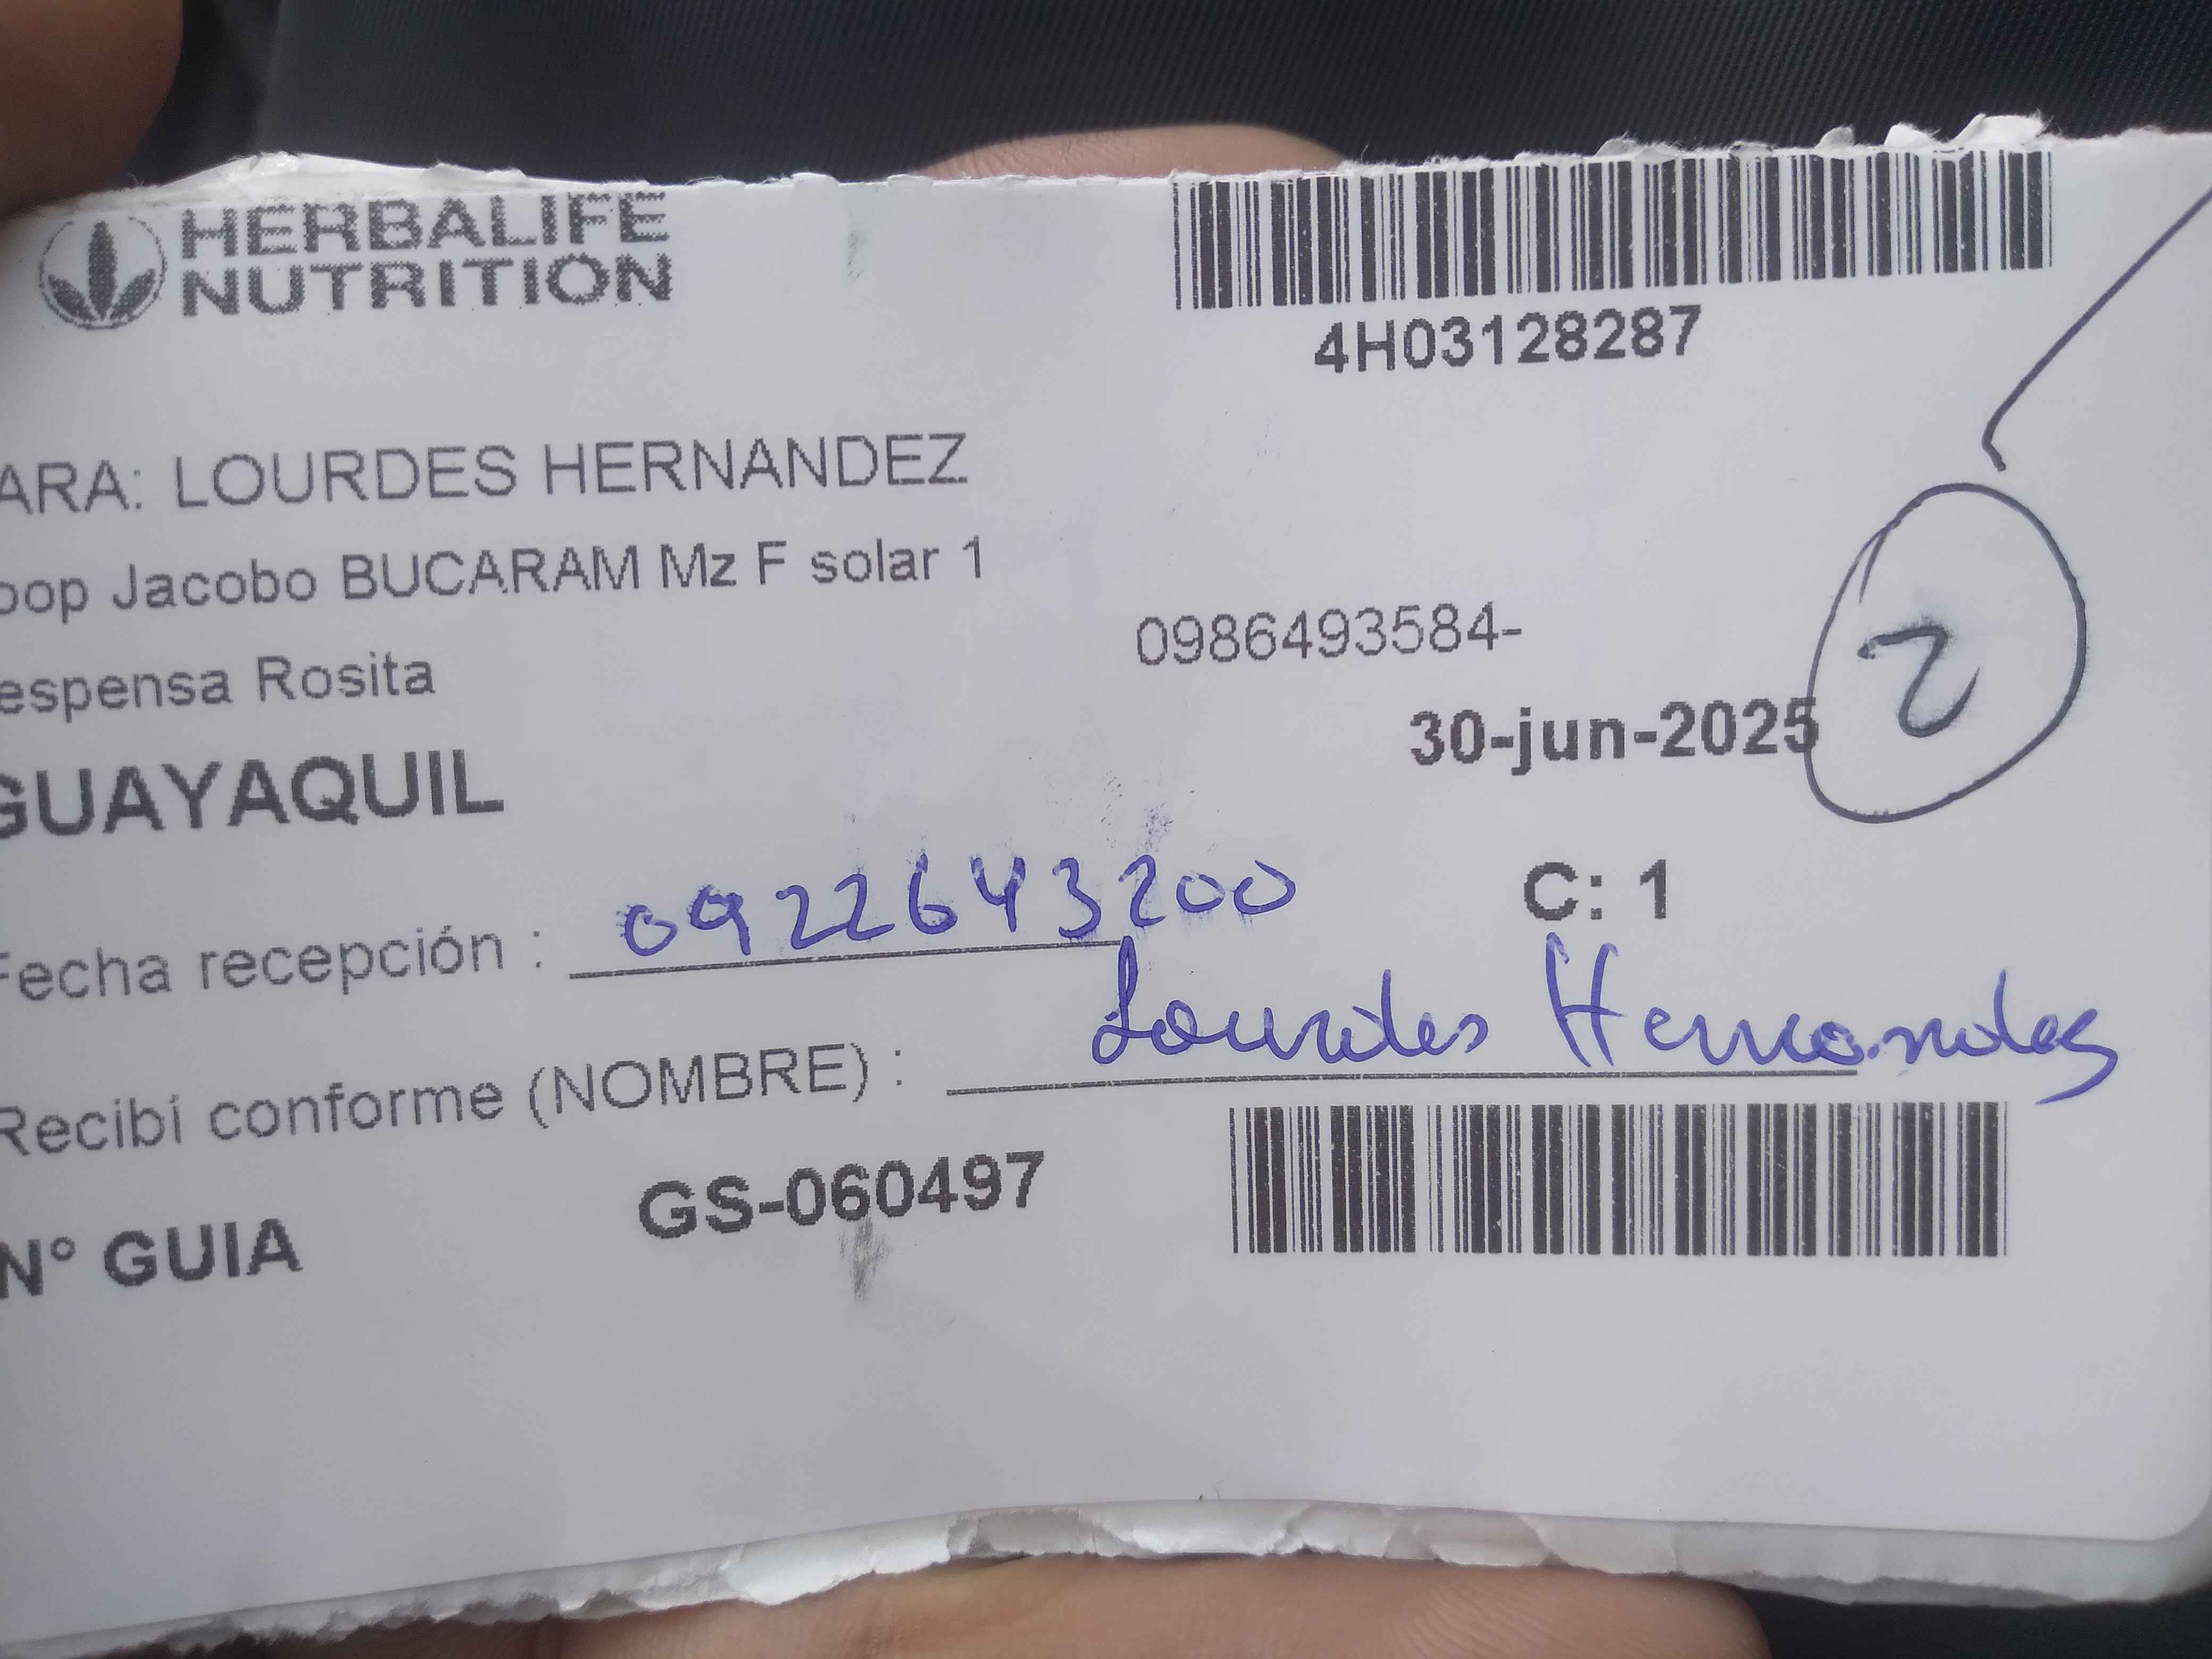 HERBALIFE
NUTRITION
4H03128287
ARA: LOURDES HERNANDEZ
oop Jacobo BUCARAM Mz F solar 1
0986493584-
espensa Rosita
30-jun-2025
2
GUAYAQUIL
C: 1
Fecha recepción : 0922643200
Recibí conforme (NOMBRE) : Lourdes Hernandez
N° GUIA GS-060497